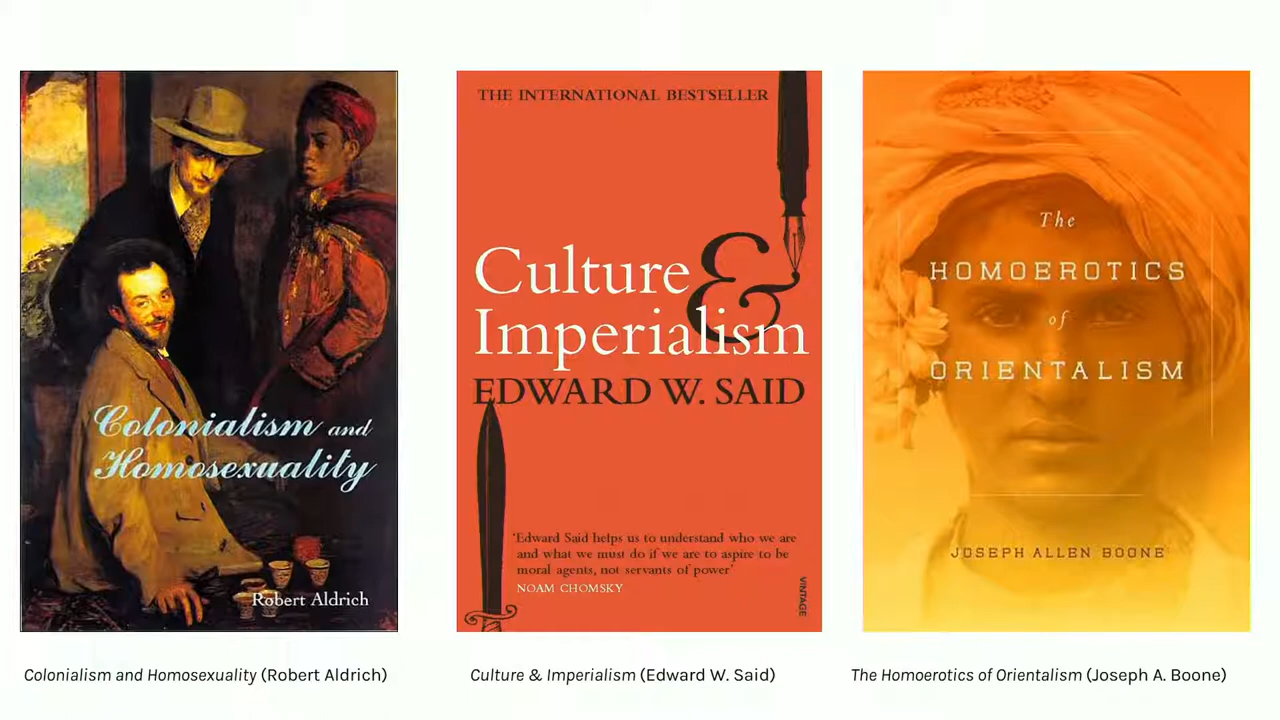 Colonialism and
Homosexuality
Robert Aldrich
THE INTERNATIONAL BESTSELLER
Culture &
Imperialism
EDWARD W. SAID
‘Edward Said helps us to understand who we are
and what we must do if we are to aspire to be
moral agents, not servants of power’
NOAM CHOMSKY
VINTAGE
The
HOMOEROTICS
of
ORIENTALISM
JOSEPH ALLEN BOONE
Colonialism and Homosexuality (Robert Aldrich)
Culture & Imperialism (Edward W. Said)
The Homoerotics of Orientalism (Joseph A. Boone)